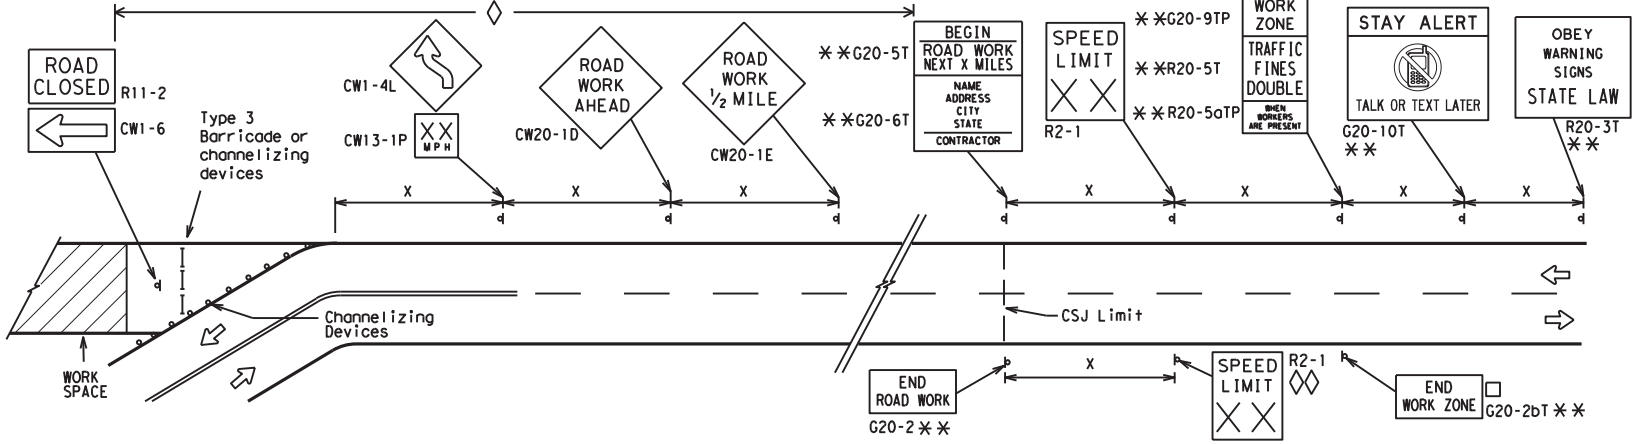 ROAD
CLOSED
R11-2
CW1-6
Type 3
Barricade or
channelizing
devices
CW1-4L
CW13-1P
X X
MPH
ROAD
WORK
AHEAD
CW20-1D
ROAD
WORK
1/2 MILE
CW20-1E
**G20-5T
**G20-6T
BEGIN
ROAD WORK
NEXT X MILES
NAME
ADDRESS
CITY
STATE
CONTRACTOR
SPEED
LIMIT
X X
R2-1
**G20-9TP
**R20-5T
**R20-5aTP
WORK
ZONE
TRAFFIC
FINES
DOUBLE
WHEN
WORKERS
ARE PRESENT
STAY ALERT
TALK OR TEXT LATER
G20-10T
**
OBEY
WARNING
SIGNS
STATE LAW
R20-3T
**
X
X
X
X
X
X
X
Channelizing
Devices
CSJ Limit
WORK
SPACE
END
ROAD WORK
G20-2 **
X
SPEED
LIMIT
X X
R2-1
END
WORK ZONE
G20-2bT **